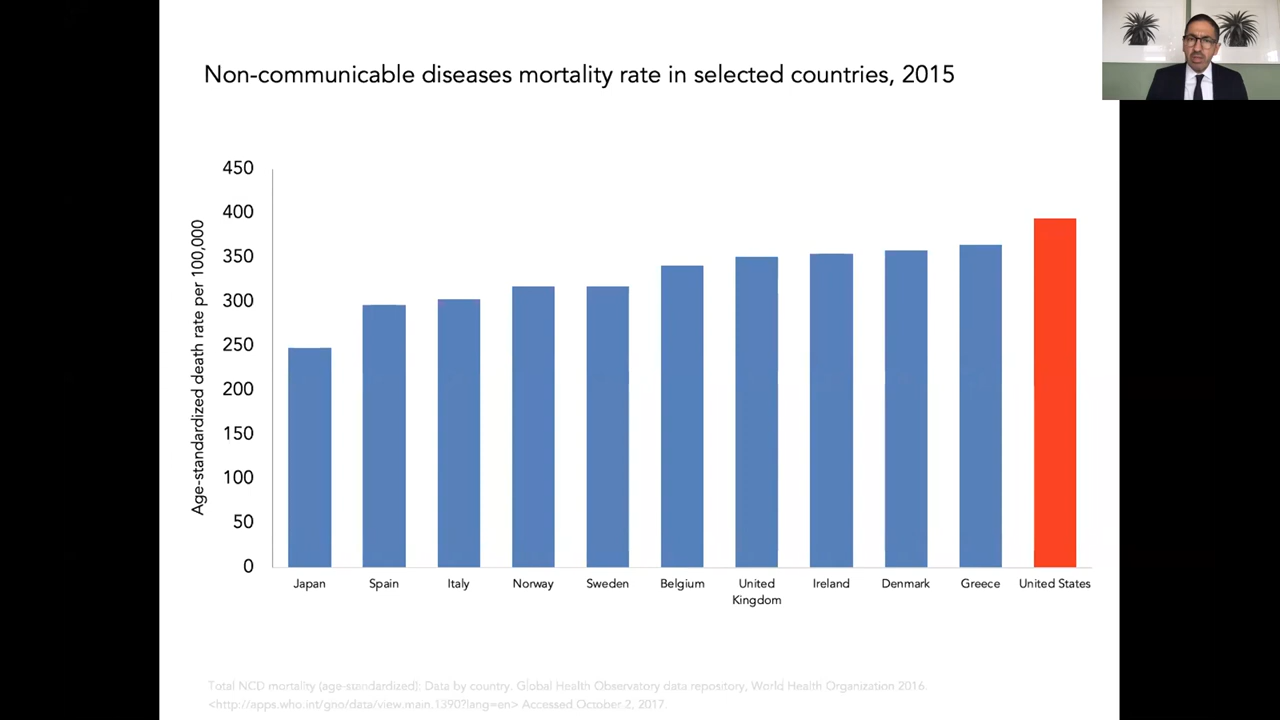 Non-communicable diseases mortality rate in selected countries, 2015
Age-standardized death rate per 100,000
450
400
350
300
250
200
150
100
50
0
Japan
Spain
Italy
Norway
Sweden
Belgium
United
Kingdom
Ireland
Denmark
Greece
United States
Total NCD mortality (age-standardized): Data by country. Global Health Observatory data repository, World Health Organization 2016.
<http://apps.who.int/gno/data/view.main.1390?lang=en> Accessed October 2, 2017.